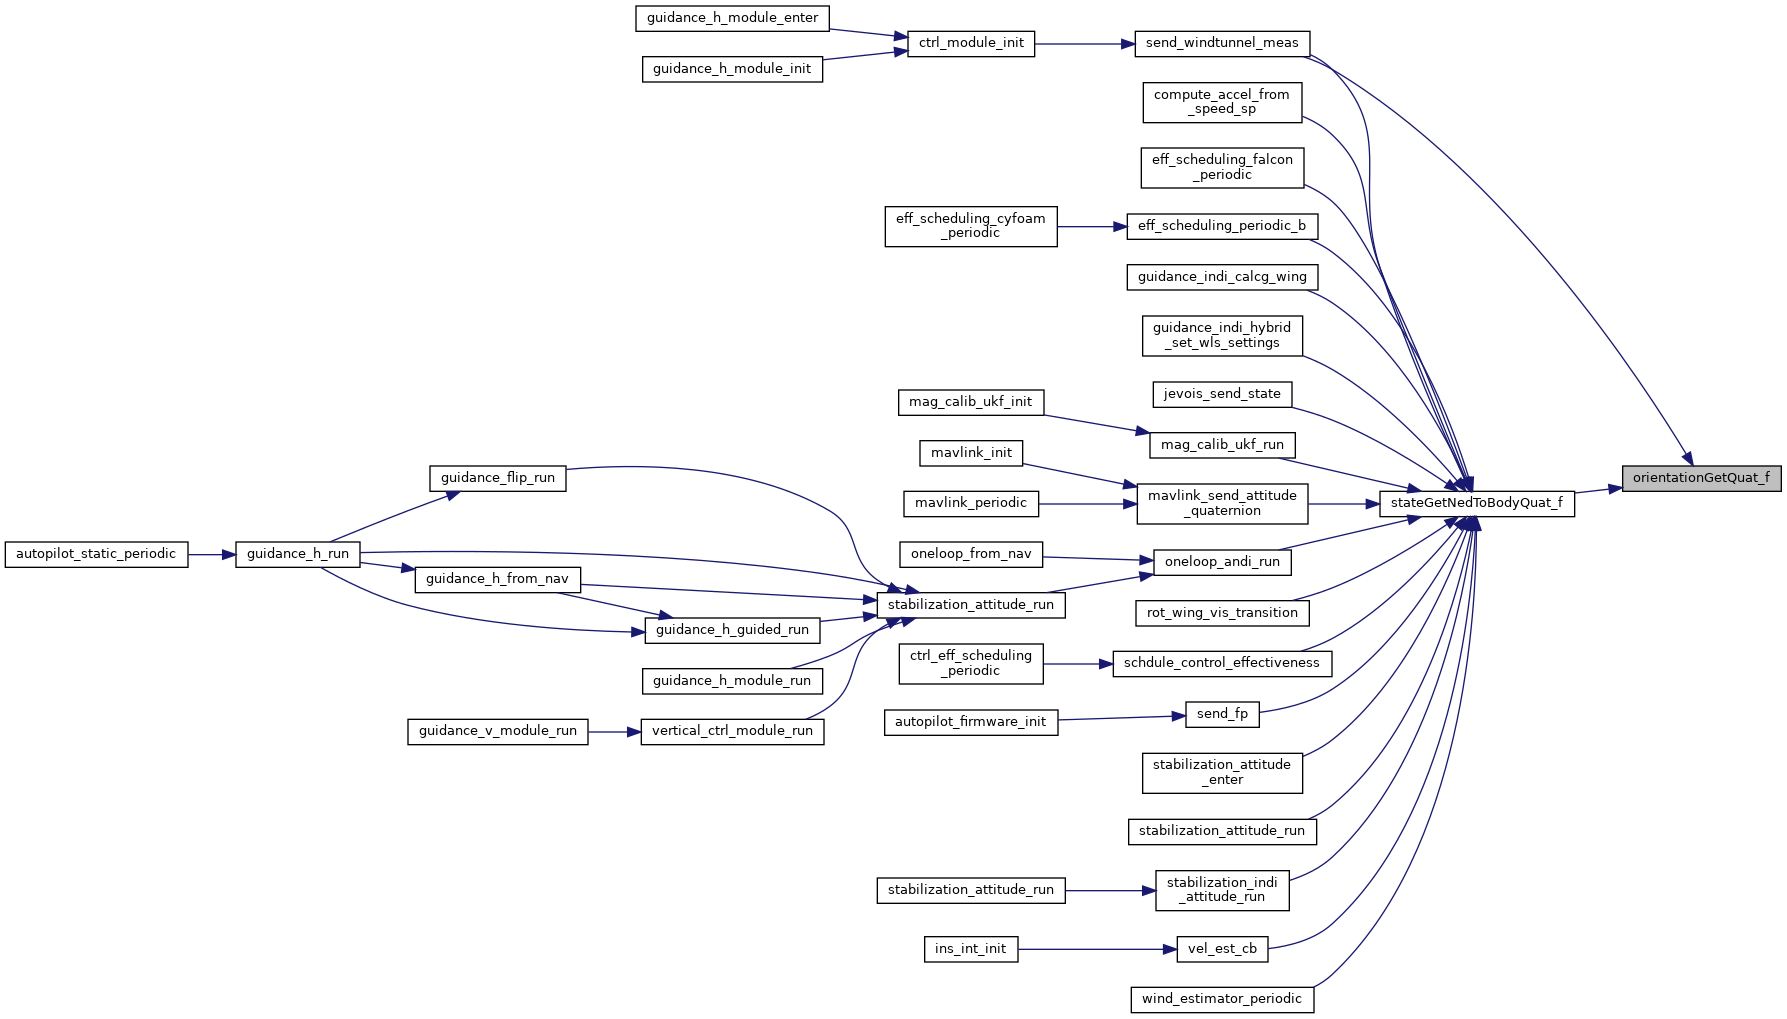 guidance_h_module_enter
guidance_h_module_init
ctrl_module_init
send_windtunnel_meas
compute_accel_from
_speed_sp
eff_scheduling_falcon
_periodic
eff_scheduling_cyfoam
_periodic
eff_scheduling_periodic_b
guidance_indi_calcg_wing
guidance_indi_hybrid
_set_wls_settings
jevois_send_state
mag_calib_ukf_init
mag_calib_ukf_run
mavlink_init
mavlink_periodic
mavlink_send_attitude
_quaternion
orientationGetQuat_f
stateGetNedToBodyQuat_f
guidance_flip_run
autopilot_static_periodic
guidance_h_run
guidance_h_from_nav
guidance_h_guided_run
oneloop_from_nav
oneloop_andi_run
stabilization_attitude_run
rot_wing_vis_transition
guidance_h_module_run
ctrl_eff_scheduling
_periodic
schdule_control_effectiveness
guidance_v_module_run
vertical_ctrl_module_run
autopilot_firmware_init
send_fp
stabilization_attitude
_enter
stabilization_attitude_run
stabilization_attitude_run
stabilization_indi
_attitude_run
ins_int_init
vel_est_cb
wind_estimator_periodic